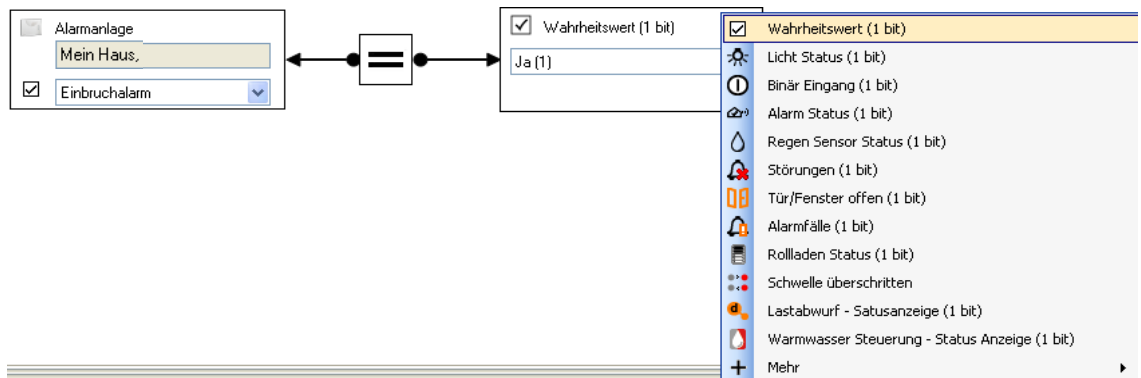 Alarmanlage
Mein Haus,
Einbruchalarm
Wahrheitswert (1 bit)
Ja (1)
Wahrheitswert (1 bit)
Licht Status (1 bit)
Binär Eingang (1 bit)
Alarm Status (1 bit)
Regen Sensor Status (1 bit)
Störungen (1 bit)
Tür/Fenster offen (1 bit)
Alarmfälle (1 bit)
Rollladen Status (1 bit)
Schwelle überschritten
Lastabwurf - Satusanzeige (1 bit)
Warmwasser Steuerung - Status Anzeige (1 bit)
Mehr